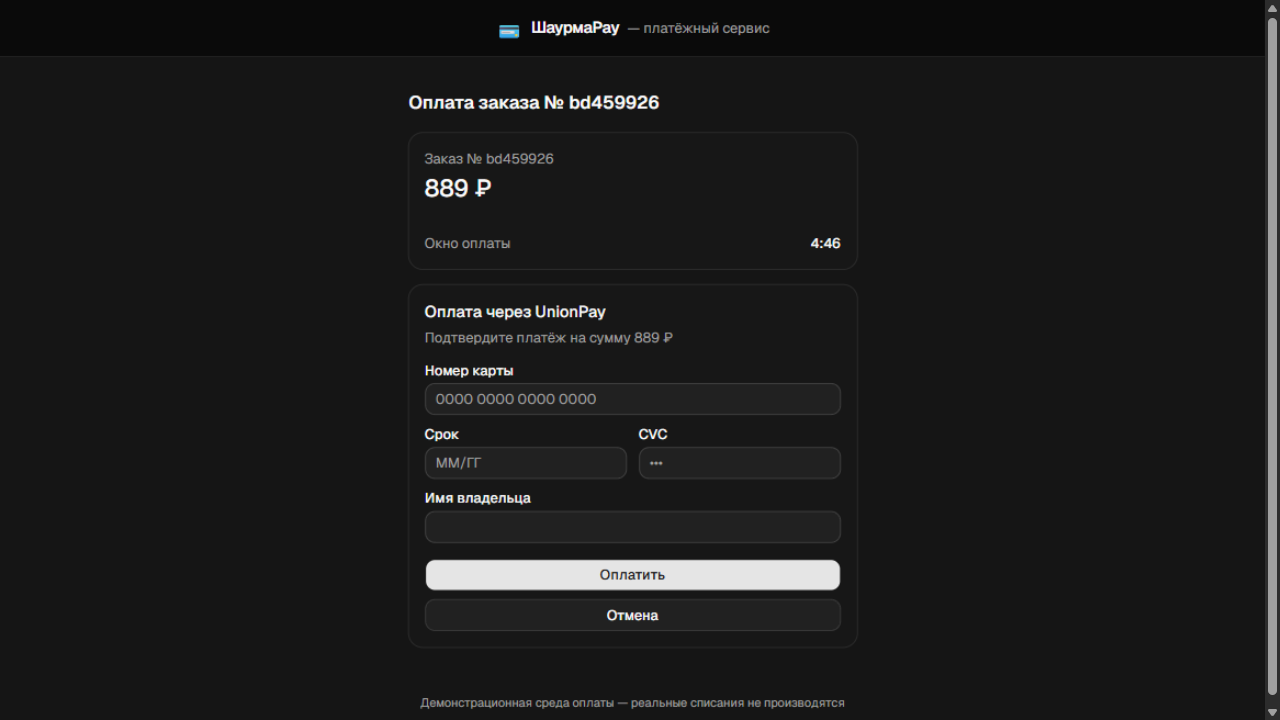 ШаурмаPay — платёжный сервис
Оплата заказа № bd459926
Заказ № bd459926
889 ₽
Окно оплаты 4:46
Оплата через UnionPay
Подтвердите платёж на сумму 889 ₽
Номер карты
0000 0000 0000 0000
Срок CVC
ММ/ГГ •••
Имя владельца
Оплатить
Отмена
Демонстрационная среда оплаты — реальные списания не производятся